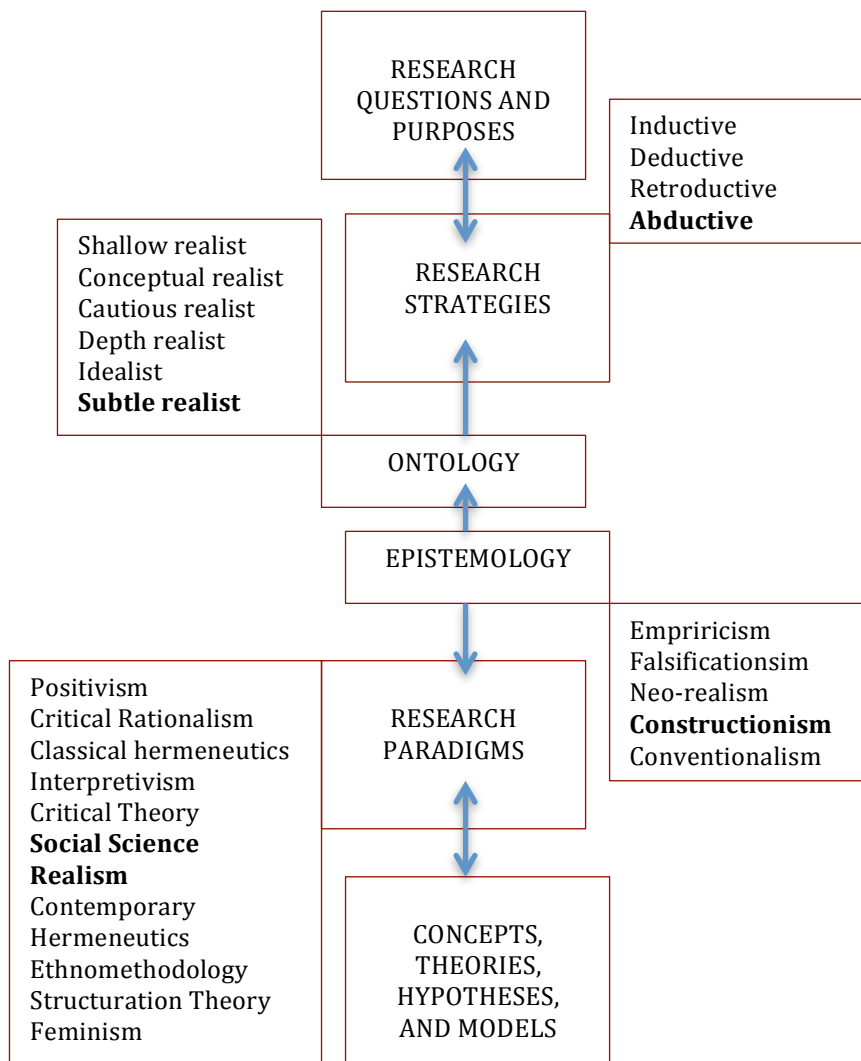 RESEARCH
QUESTIONS AND
PURPOSES
Inductive
Deductive
Retroductive
Abductive
Shallow realist
Conceptual realist
Cautious realist
Depth realist
Idealist
Subtle realist
RESEARCH
STRATEGIES
ONTOLOGY
EPISTEMOLOGY
Empriricism
Falsificationsim
Neo-realism
Constructionism
Conventionalism
Positivism
Critical Rationalism
Classical hermeneutics
Interpretivism
Critical Theory
Social Science
Realism
Contemporary
Hermeneutics
Ethnomethodology
Structuration Theory
Feminism
RESEARCH
PARADIGMS
CONCEPTS,
THEORIES,
HYPOTHESES,
AND MODELS